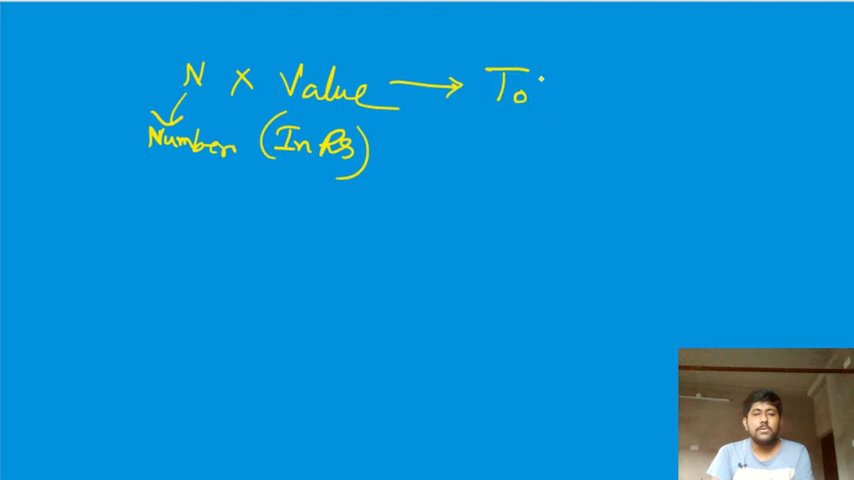 N × Value → To
Number (In Rs)